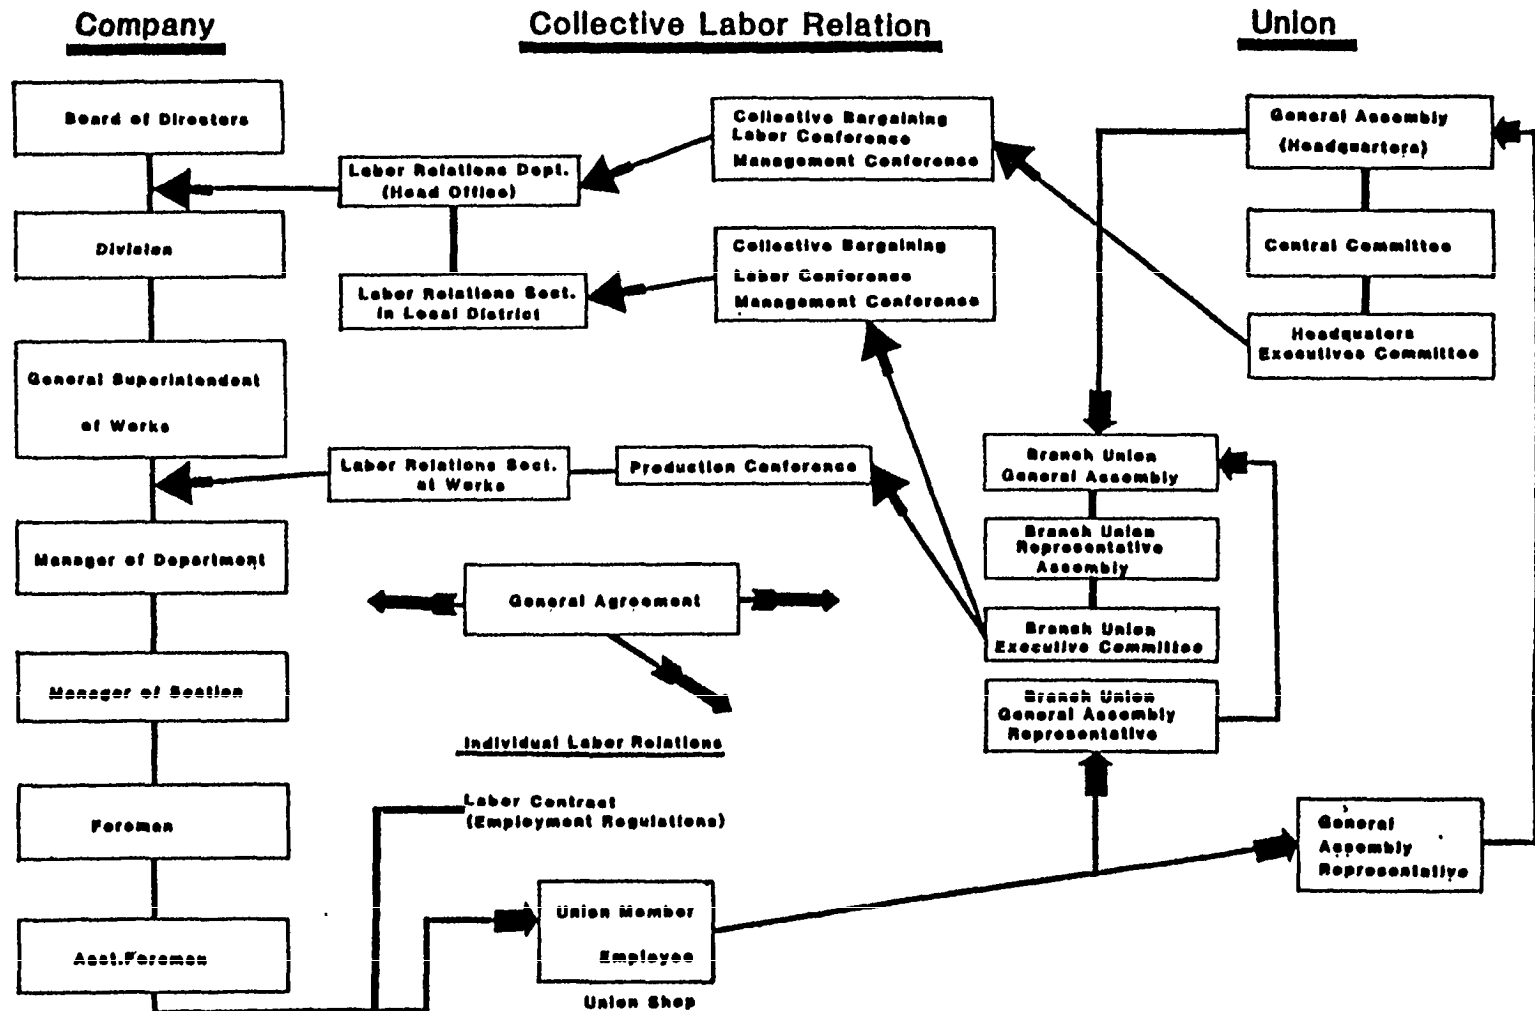 Company
Collective Labor Relation
Union
Board of Directors
Division
General Superintendent
of Works
Manager of Department
Manager of Section
Foreman
Asst.Foreman
Labor Relations Dept.
(Head Office)
Labor Relations Sect.
in Local District
Labor Relations Sect.
at Works
Collective Bargaining
Labor Conference
Management Conference
Collective Bargaining
Labor Conference
Management Conference
Production Conference
General Agreement
Individual Labor Relations
Labor Contract
(Employment Regulations)
Union Member
Employee
Union Shop
General Assembly
(Headquarters)
Central Committee
Headquaters
Executives Committee
Branch Union
General Assembly
Branch Union
Representative
Assembly
Branch Union
Executive Committee
Branch Union
General Assembly
Representative
General
Assembly
Representative